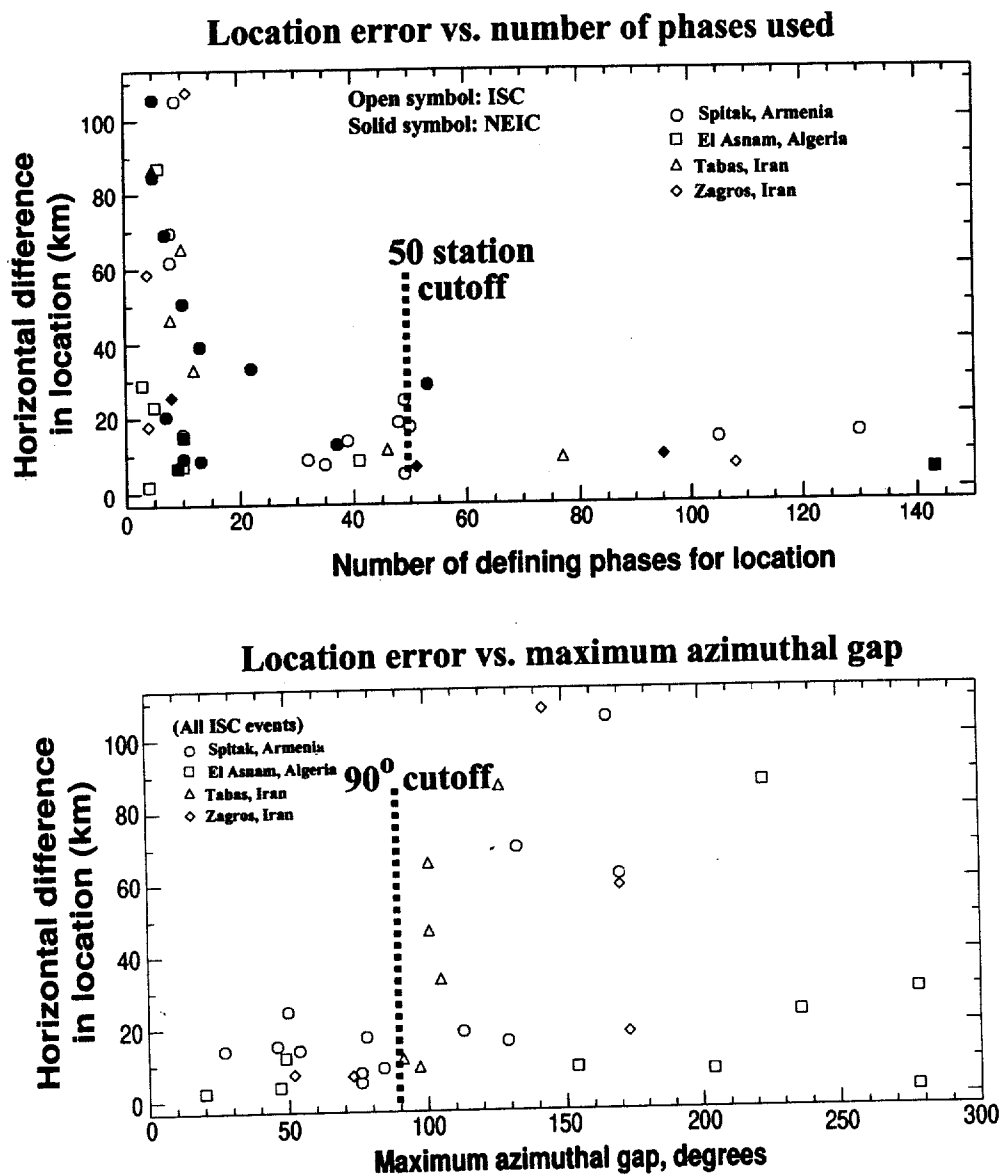 Location error vs. number of phases used
Open symbol: ISC
Solid symbol: NEIC
Spitak, Armenia
El Asnam, Algeria
Tabas, Iran
Zagros, Iran
50 station
cutoff
100
80
60
40
20
0
Horizontal difference
in location (km)
0 20 40 60 80 100 120 140
Number of defining phases for location
Location error vs. maximum azimuthal gap
(All ISC events)
Spitak, Armenia
El Asnam, Algeria
Tabas, Iran
Zagros, Iran
90° cutoff
100
80
60
40
20
0
Horizontal difference
in location (km)
0 50 100 150 200 250 300
Maximum azimuthal gap, degrees